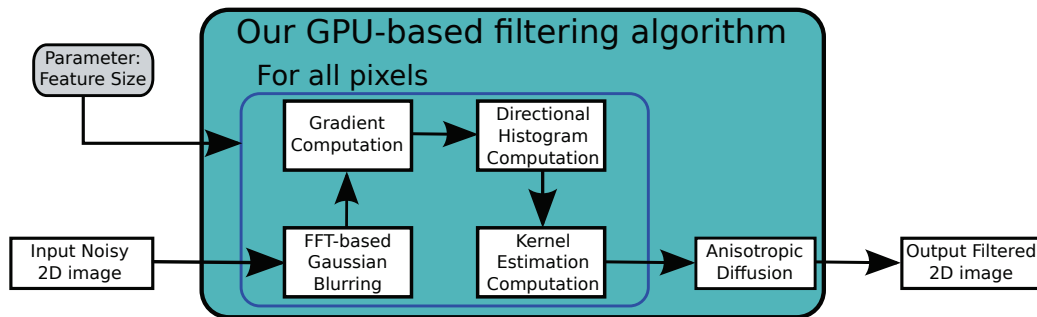 Our GPU-based filtering algorithm
Parameter:
Feature Size
For all pixels
Gradient
Computation
Directional
Histogram
Computation
Input Noisy
2D image
FFT-based
Gaussian
Blurring
Kernel
Estimation
Computation
Anisotropic
Diffusion
Output Filtered
2D image